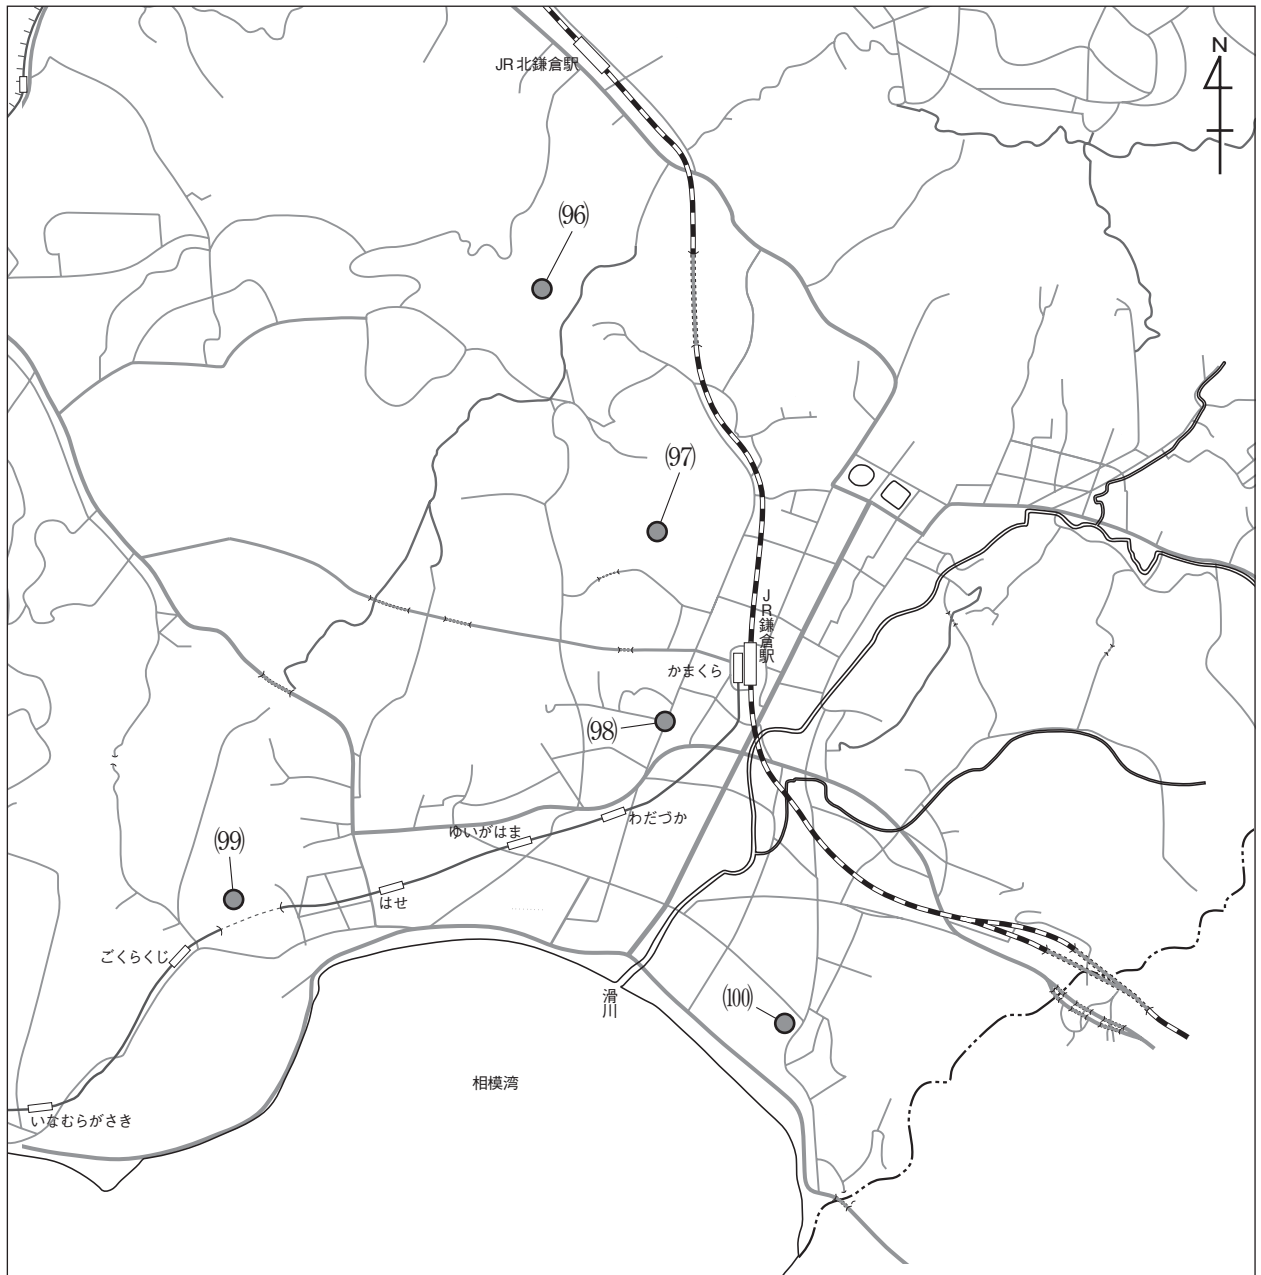 N
JR北鎌倉駅
(96)
(97)
JR鎌倉駅
かまくら
(98)
わだづか
ゆいがはま
(99)
はせ
ごくらくじ
滑川
(100)
相模湾
いなむらがさき